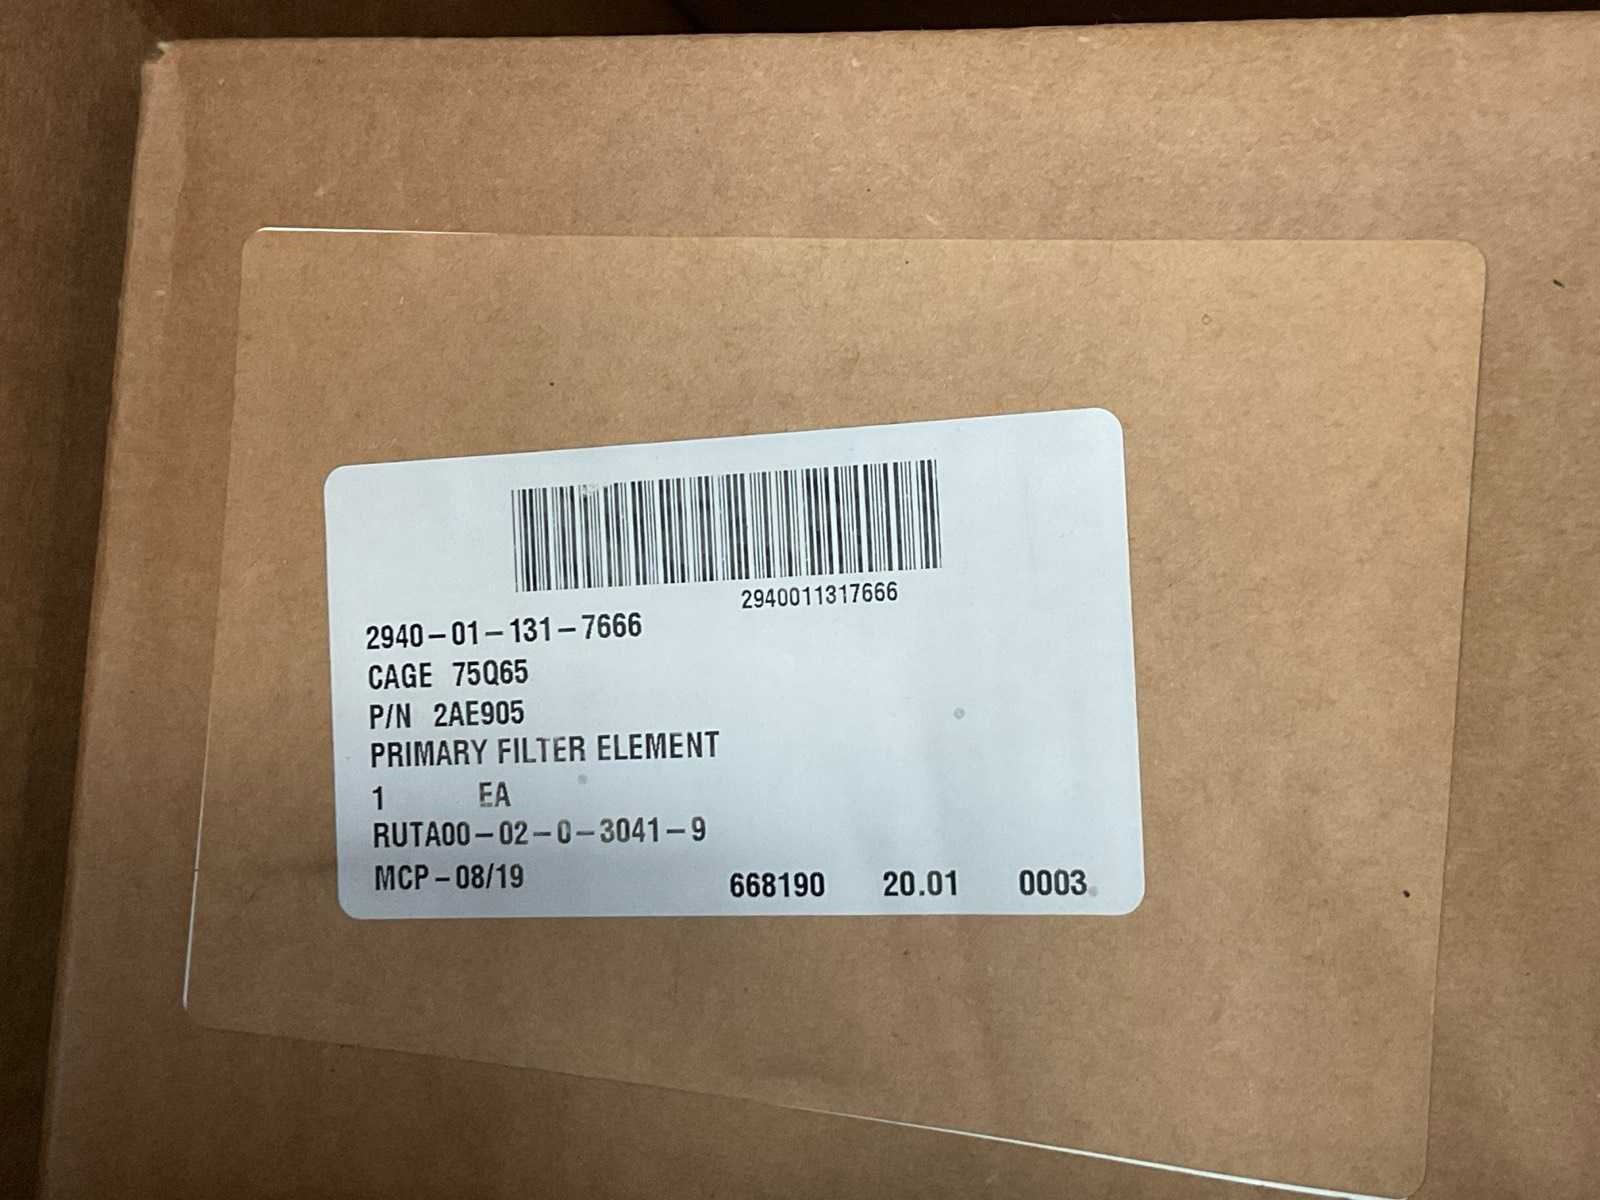 2940011317666
2940-01-131-7666
CAGE 75Q65
P/N 2AE905
PRIMARY FILTER ELEMENT
1 EA
RUTA00-02-0-3041-9
MCP-08/19 668190 20.01 0003